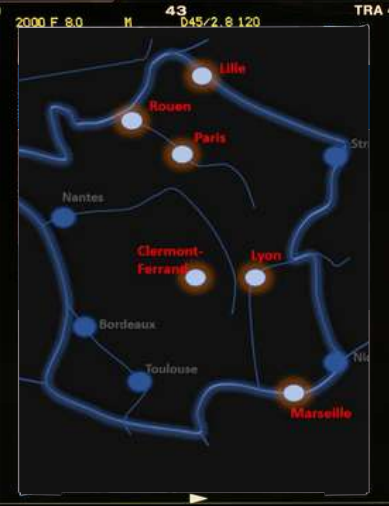 43
TRA
2000 F 8.0 M D45/2.8 120
Lille
Rouen
Paris
Str
Nantes
Clermont-
Ferrand
Lyon
Bordeaux
Toulouse
Marseille